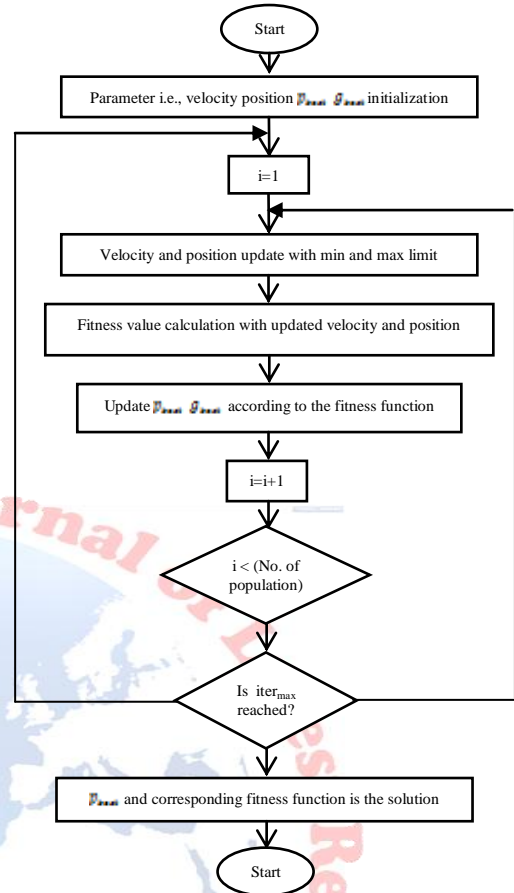 Start
Parameter i.e., velocity position initialization
i=1
Velocity and position update with min and max limit
Fitness value calculation with updated velocity and position
Update according to the fitness function
i=i+1
i < (No. of
population)
Is iter_max
reached?
and corresponding fitness function is the solution
Start